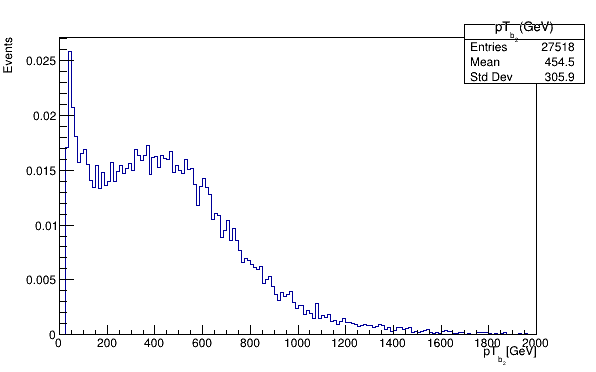 pT_b₂(GeV)
Entries 27518
Mean 454.5
Std Dev 305.9
Events
0.025
0.02
0.015
0.01
0.005
0
0 200 400 600 800 1000 1200 1400 1600 1800 2000
pT_b₂[GeV]